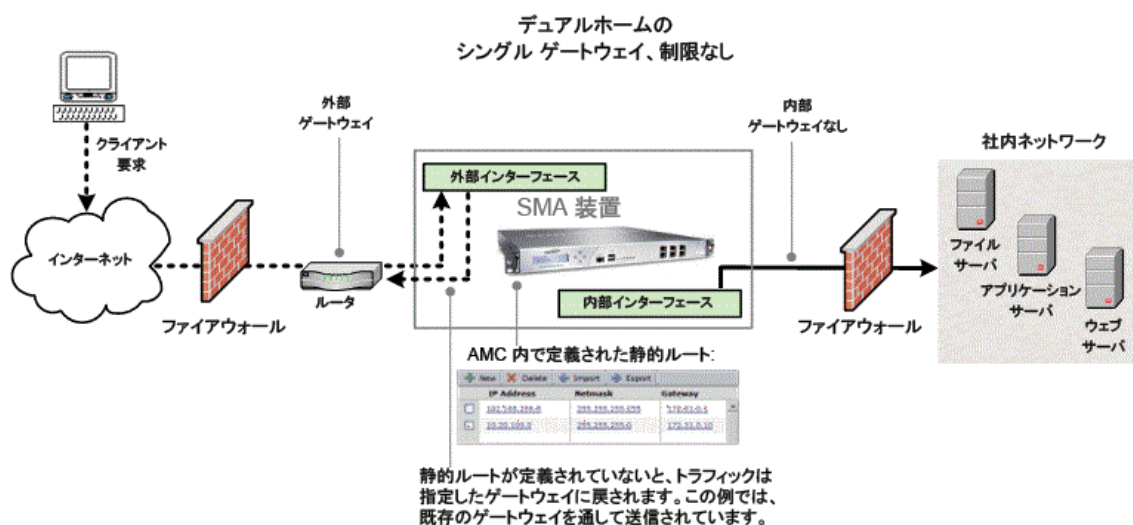 デュアルホームの
シングル ゲートウェイ、制限なし
外部
ゲートウェイ
内部
ゲートウェイなし
クライアント
要求
社内ネットワーク
外部インターフェース
SMA 装置
インターネット
ファイル
サーバ
ルータ
内部インターフェース
アプリケーション
サーバ
ファイアウォール
ファイアウォール
ウェブ
サーバ
AMC 内で定義された静的ルート:
New Delete Import Export
IP Address Netmask Gateway
255.255.255.0
静的ルートが定義されていないと、トラフィックは
指定したゲートウェイに戻されます。この例では、
既存のゲートウェイを通して送信されています。